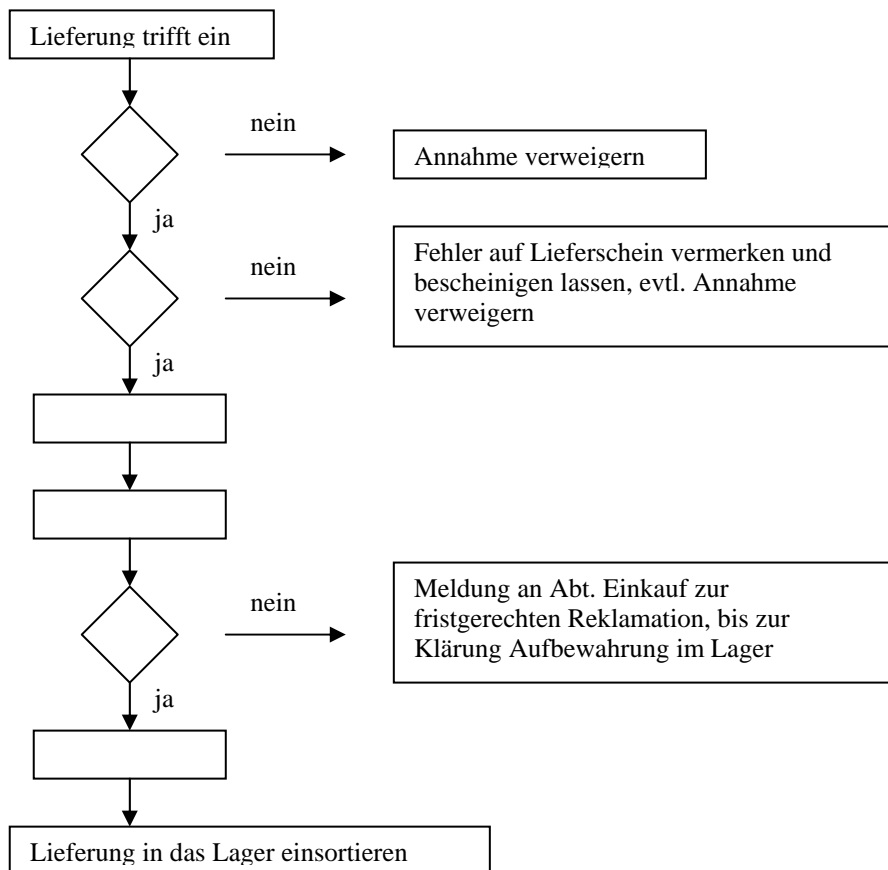 Lieferung trifft ein
nein
Annahme verweigern
ja
nein
Fehler auf Lieferschein vermerken und
bescheinigen lassen, evtl. Annahme
verweigern
ja
nein
Meldung an Abt. Einkauf zur
fristgerechten Reklamation, bis zur
Klärung Aufbewahrung im Lager
ja
Lieferung in das Lager einsortieren